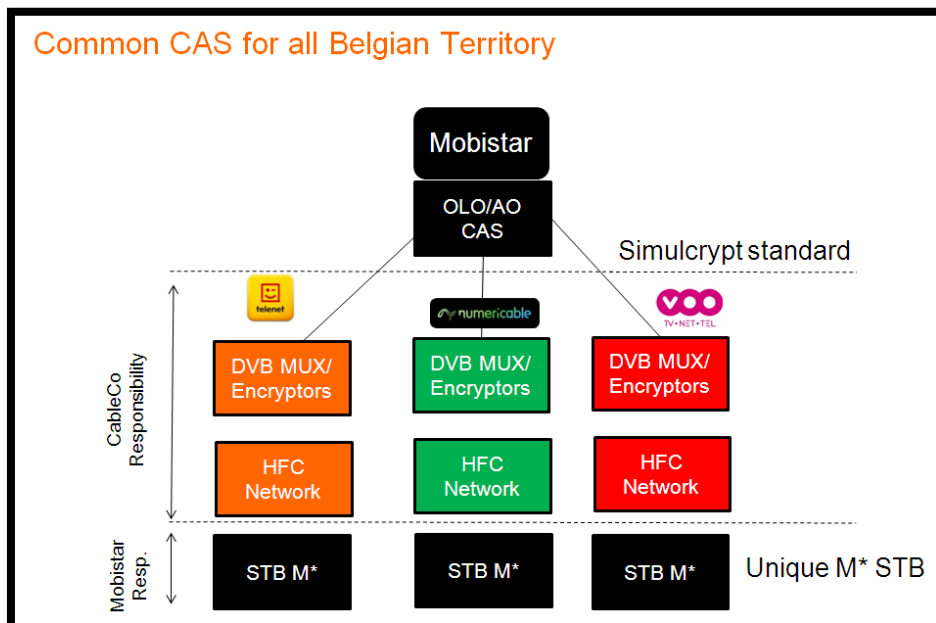 Common CAS for all Belgian Territory
Mobistar
OLO/AO
CAS
Simulcrypt standard
telenet
numericable
VOO
TV•NET•TEL
CableCo
Responsibility
DVB MUX/
Encryptors
DVB MUX/
Encryptors
DVB MUX/
Encryptors
HFC
Network
HFC
Network
HFC
Network
Mobistar
Resp.
STB M*
STB M*
STB M*
Unique M* STB